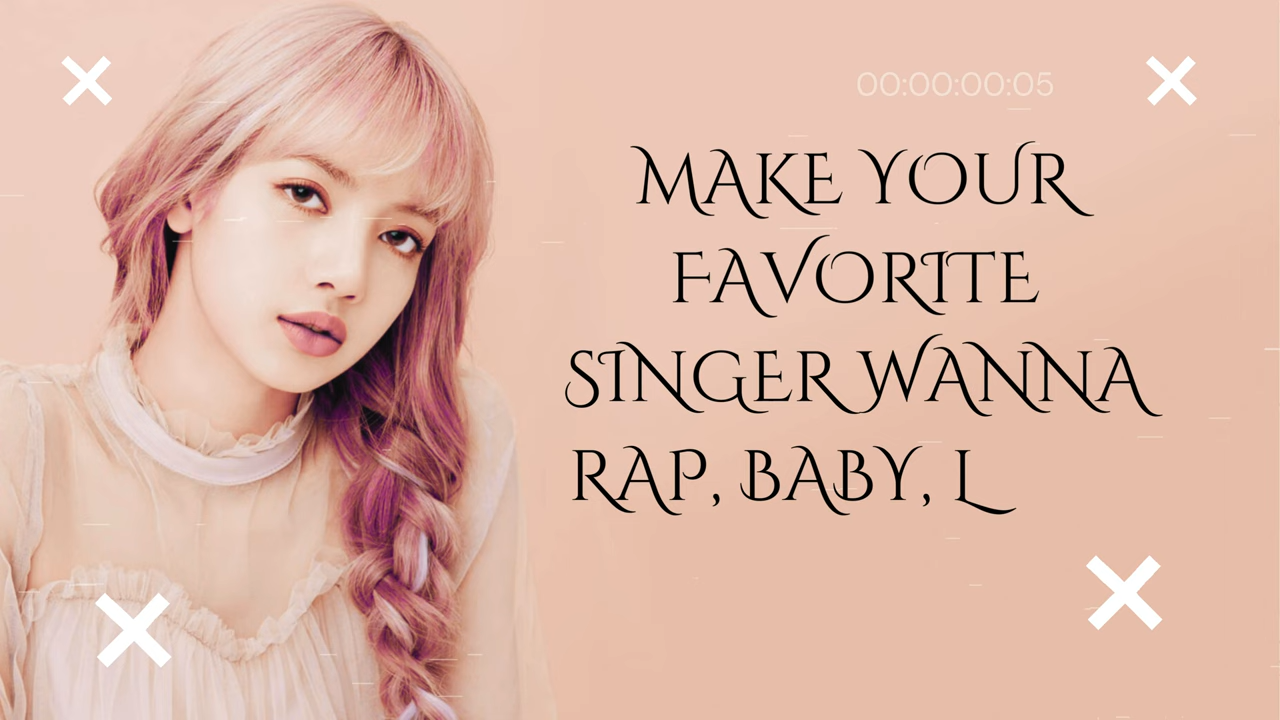 00:00:00:05
MAKE YOUR
FAVORITE
SINGER WANNA
RAP, BABY, L